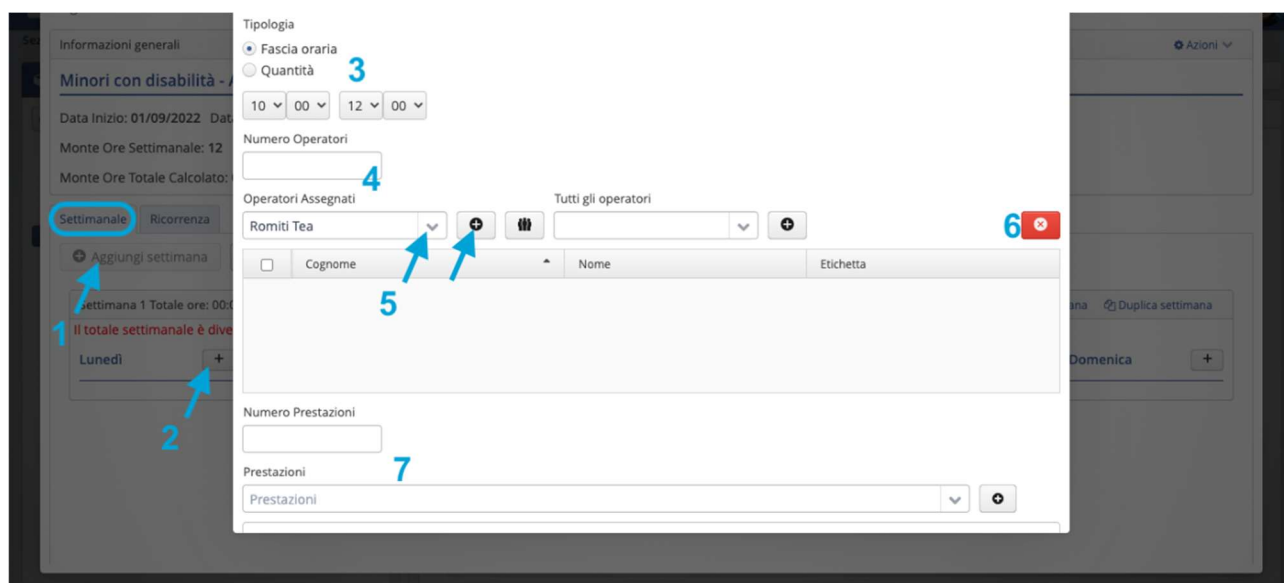 Tipologia
Informazioni generali
Fascia oraria
Azioni
Quantità
3
Minori con disabilità -
10 00 12 00
Data Inizio: 01/09/2022
Numero Operatori
Monte Ore Settimanale: 12
4
Monte Ore Totale Calcolato:
Operatori Assegnati Tutti gli operatori
Settimanale Ricorrenza
Romiti Tea
6
Aggiungi settimana
Cognome Nome Etichetta
5
Settimana 1 Totale ore:
Duplica settimana
1
Il totale settimanale è
Lunedì +
Domenica +
2
Numero Prestazioni
7
Prestazioni
Prestazioni